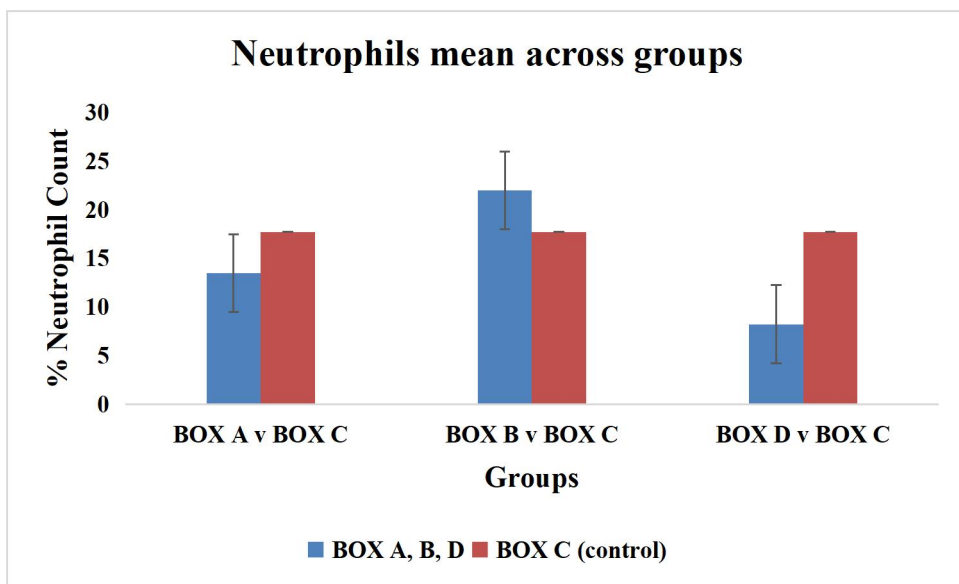 Neutrophils mean across groups
% Neutrophil Count
30
25
20
15
10
5
0
BOX A v BOX C
BOX B v BOX C
BOX D v BOX C
Groups
BOX A, B, D
BOX C (control)